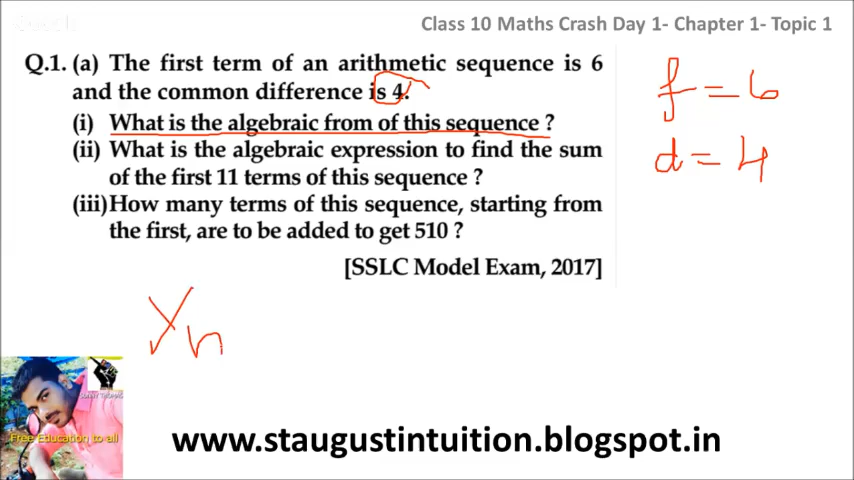 Class 10 Maths Crash Day 1- Chapter 1- Topic 1
Q.1. (a) The first term of an arithmetic sequence is 6
and the common difference is 4.
(i) What is the algebraic from of this sequence ?
(ii) What is the algebraic expression to find the sum
of the first 11 terms of this sequence ?
(iii) How many terms of this sequence, starting from
the first, are to be added to get 510 ?
[SSLC Model Exam, 2017]
f = 6
d = 4
Xn
Free Education to all
www.staugustintuition.blogspot.in